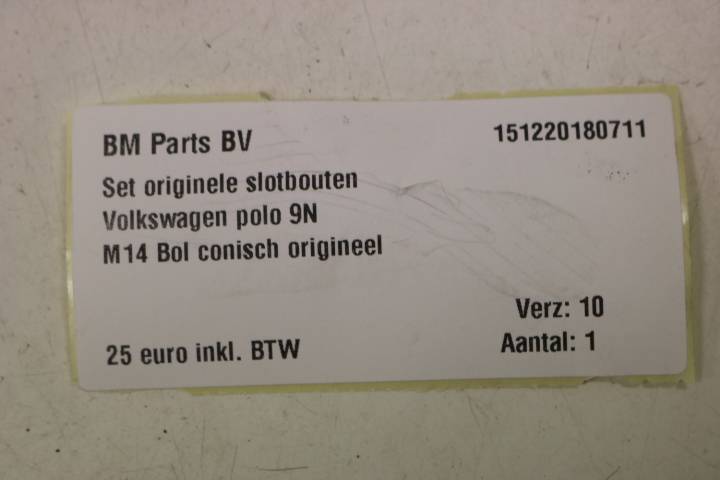 BM Parts BV
151220180711
Set originele slotbouten
Volkswagen polo 9N
M14 Bol conisch origineel
Verz: 10
25 euro inkl. BTW
Aantal: 1